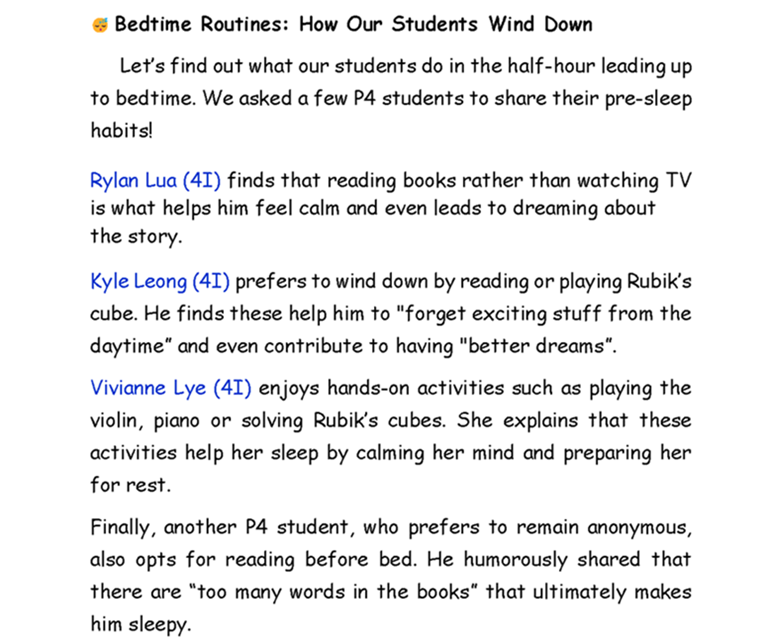 😴 Bedtime Routines: How Our Students Wind Down
Let's find out what our students do in the half-hour leading up
to bedtime. We asked a few P4 students to share their pre-sleep
habits!
Rylan Lua (4I) finds that reading books rather than watching TV
is what helps him feel calm and even leads to dreaming about
the story.
Kyle Leong (4I) prefers to wind down by reading or playing Rubik's
cube. He finds these help him to "forget exciting stuff from the
daytime” and even contribute to having "better dreams”.
Vivianne Lye (4I) enjoys hands-on activities such as playing the
violin, piano or solving Rubik's cubes. She explains that these
activities help her sleep by calming her mind and preparing her
for rest.
Finally, another P4 student, who prefers to remain anonymous,
also opts for reading before bed. He humorously shared that
there are “too many words in the books” that ultimately makes
him sleepy.